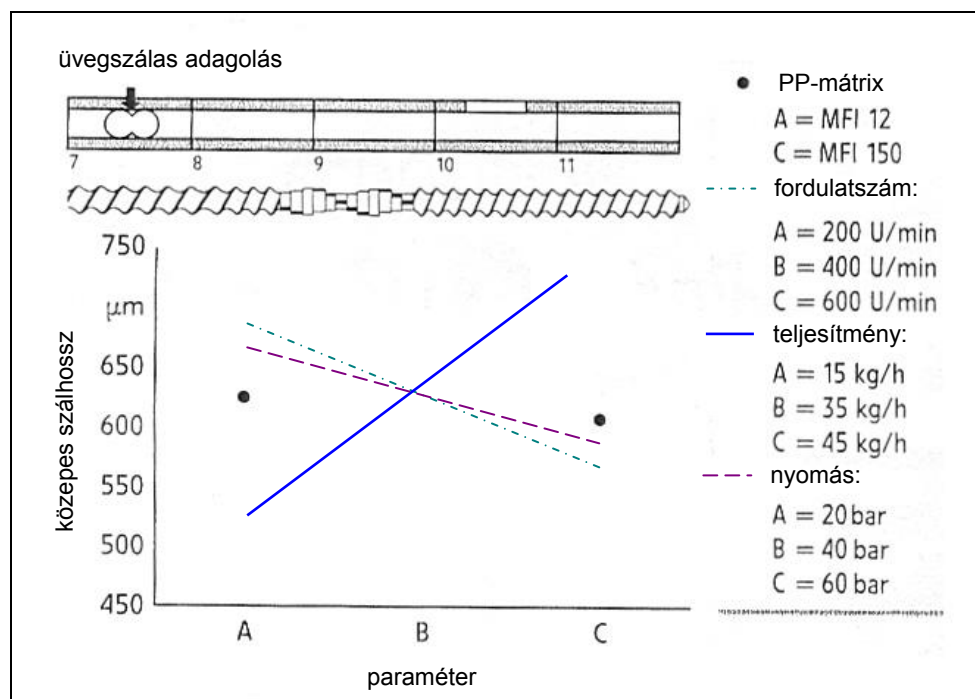 üvegszálas adagolás
7 8 9 10 11
750
µm
650
600
550
500
450
közepes szálhossz
A B C
paraméter
PP-mátrix
A = MFI 12
C = MFI 150
fordulatszám:
A = 200 U/min
B = 400 U/min
C = 600 U/min
teljesítmény:
A = 15 kg/h
B = 35 kg/h
C = 45 kg/h
nyomás:
A = 20 bar
B = 40 bar
C = 60 bar